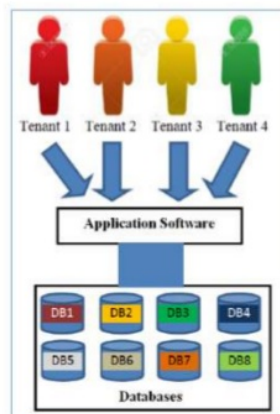 Tenant 1 Tenant 2 Tenant 3 Tenant 4
Application Software
DB1 DB2 DB3 DB4
DB5 DB6 DB7 DB8
Databases